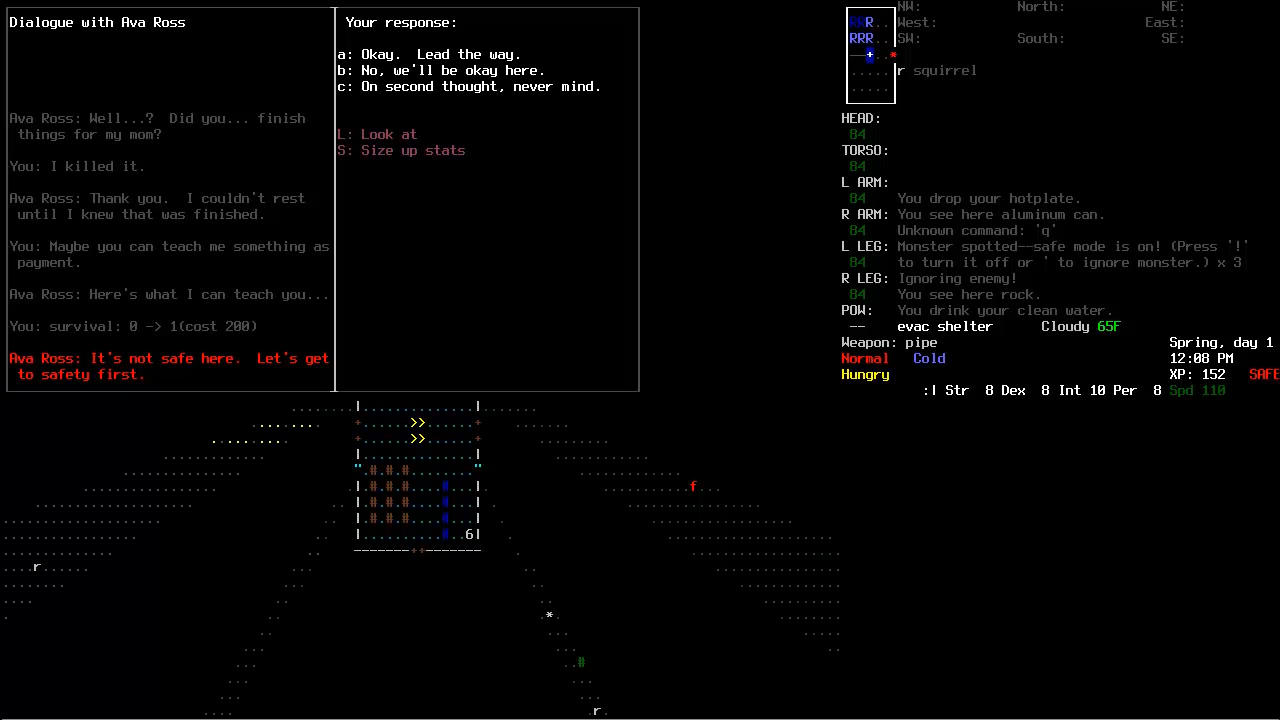 Dialogue with Ava Ross
Ava Ross: Well...?  Did you... finish
things for my mom?
You: I killed it.
Ava Ross: Thank you.  I couldn't rest
until I knew that was finished.
You: Maybe you can teach me something as
payment.
Ava Ross: Here's what I can teach you...
You: survival: 0 -> 1(cost 200)
Ava Ross: It's not safe here.  Let's get
to safety first.
Your response:
a: Okay.  Lead the way.
b: No, we'll be okay here.
c: On second thought, never mind.
L: Look at
S: Size up stats
NW: North: NE:
West: East:
SW: South: SE:
r squirrel
HEAD:
84
TORSO:
84
L ARM:
84
R ARM:
84
L LEG:
84
R LEG:
84
POW:
--
You drop your hotplate.
You see here aluminum can.
Unknown command: 'q'
Monster spotted--safe mode is on! (Press '!'
to turn it off or ' to ignore monster.) x 3
Ignoring enemy!
You see here rock.
You drink your clean water.
evac shelter Cloudy 65F
Weapon: pipe Spring, day 1
Normal Cold 12:08 PM
Hungry XP: 152 SAFE
:| Str  8 Dex  8 Int 10 Per  8 Spd 110